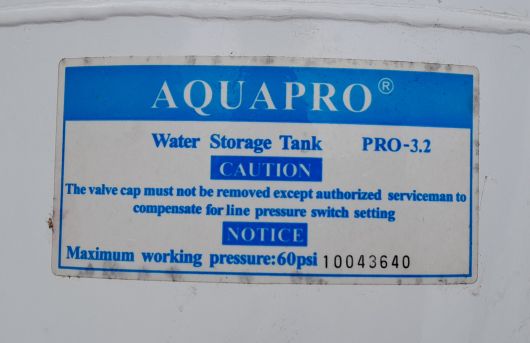 AQUAPRO®
Water Storage Tank PRO-3.2
CAUTION
The valve cap must not be removed except authorized serviceman to
compensate for line pressure switch setting
NOTICE
Maximum working pressure:60psi 10043640